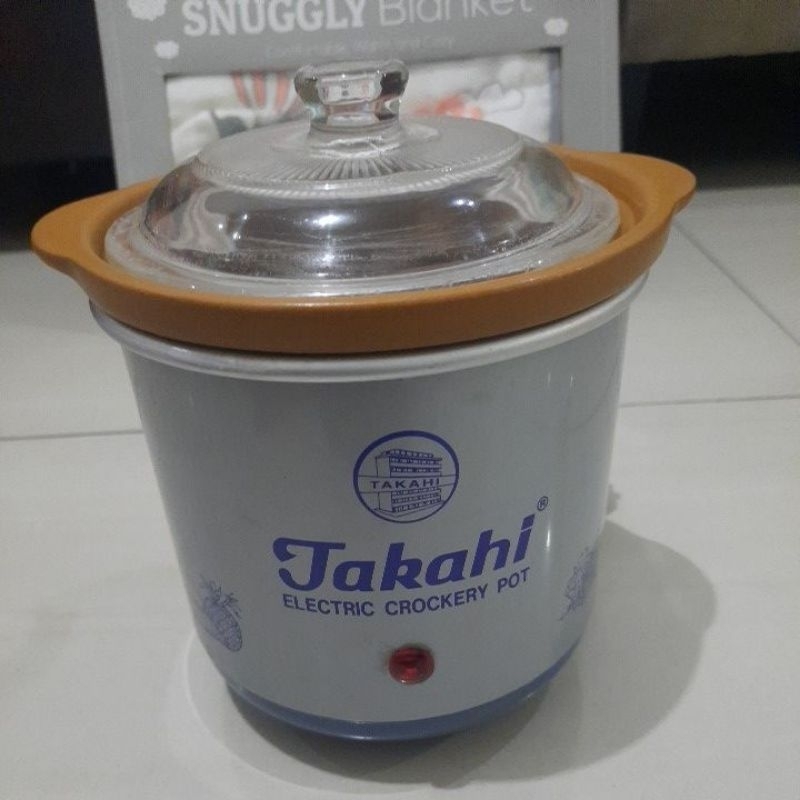 SNUGGLY Blanket
TAKAHI
Takahi®
ELECTRIC CROCKERY POT